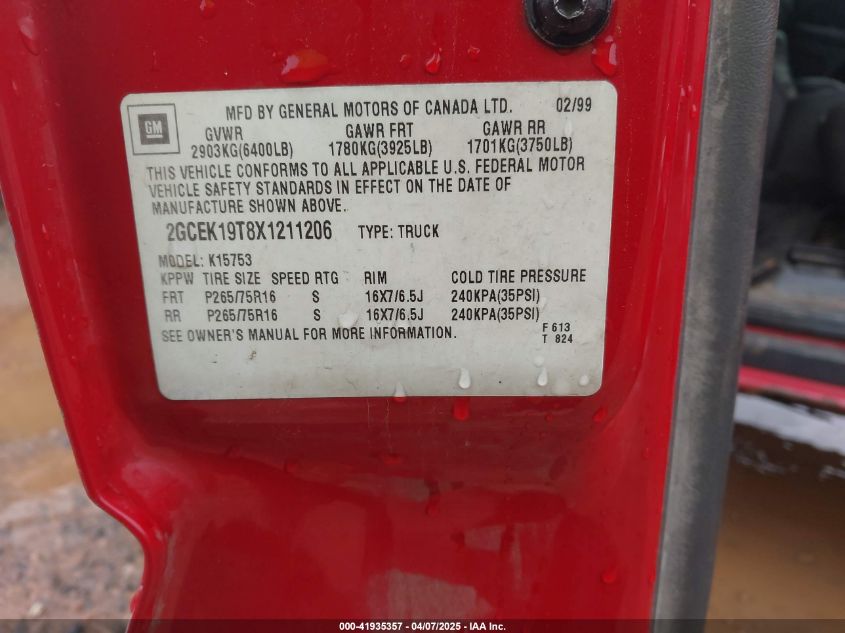 MFD BY GENERAL MOTORS OF CANADA LTD. 02/99
GM
GVWR GAWR FRT GAWR RR
2903KG(6400LB) 1780KG(3925LB) 1701KG(3750LB)
THIS VEHICLE CONFORMS TO ALL APPLICABLE U.S. FEDERAL MOTOR
VEHICLE SAFETY STANDARDS IN EFFECT ON THE DATE OF
MANUFACTURE SHOWN ABOVE.
2GCEK19T8X1211206 TYPE: TRUCK
MODEL: K15753
KPPW TIRE SIZE SPEED RTG RIM COLD TIRE PRESSURE
FRT P265/75R16 S 16X7/6.5J 240KPA(35PSI)
RR P265/75R16 S 16X7/6.5J 240KPA(35PSI)
SEE OWNER'S MANUAL FOR MORE INFORMATION. F 613
T 824
000-41935357 - 04/07/2025 - IAA Inc.